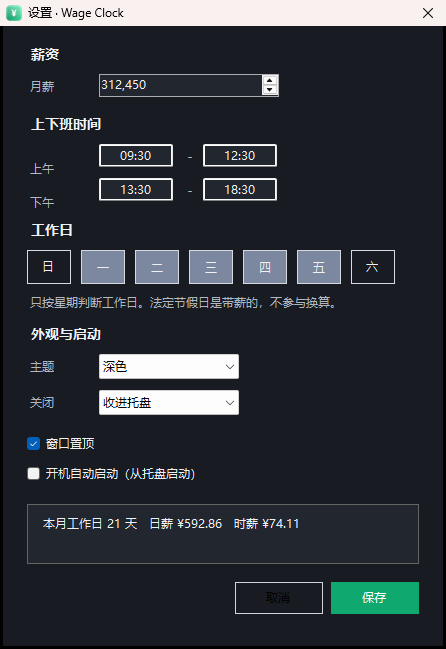 ¥ 设置 · Wage Clock
薪资
月薪 312,450
上下班时间
上午 09:30 - 12:30
下午 13:30 - 18:30
工作日
日 一 二 三 四 五 六
只按星期判断工作日。法定节假日是带薪的，不参与换算。
外观与启动
主题 深色
关闭 收进托盘
窗口置顶
开机自动启动（从托盘启动）
本月工作日 21 天 日薪 ¥592.86 时薪 ¥74.11
取消 保存